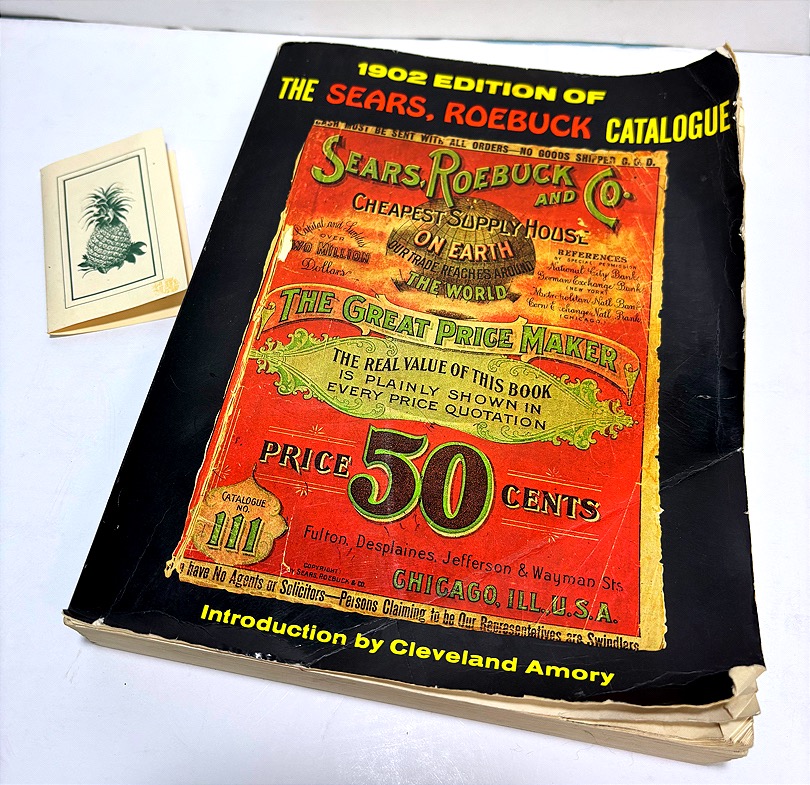 1902 EDITION OF
THE SEARS, ROEBUCK CATALOGUE
CASH MUST BE SENT WITH ALL ORDERS—NO GOODS SHIPPED C.O.D.
SEARS, ROEBUCK
AND CO.
CHEAPEST SUPPLY HOUSE
ON EARTH
OUR TRADE REACHES AROUND
THE WORLD
Capital and Surplus
OVER
TWO MILLION
Dollars
REFERENCES
BY SPECIAL PERMISSION
National City Bank
German Exchange Bank
(NEW YORK)
Metropolitan Natl Bank
Corn Exchange Natl Bank
(CHICAGO)
THE GREAT PRICE MAKER
THE REAL VALUE OF THIS BOOK
IS PLAINLY SHOWN IN
EVERY PRICE QUOTATION
PRICE 50 CENTS
CATALOGUE
NO.
111
Fulton, Desplaines, Jefferson & Wayman Sts.
COPYRIGHT
SEARS, ROEBUCK & CO.
CHICAGO, ILL., U.S.A.
have No Agents or Solicitors—Persons Claiming to be Our Representatives are Swindlers
Introduction by Cleveland Amory